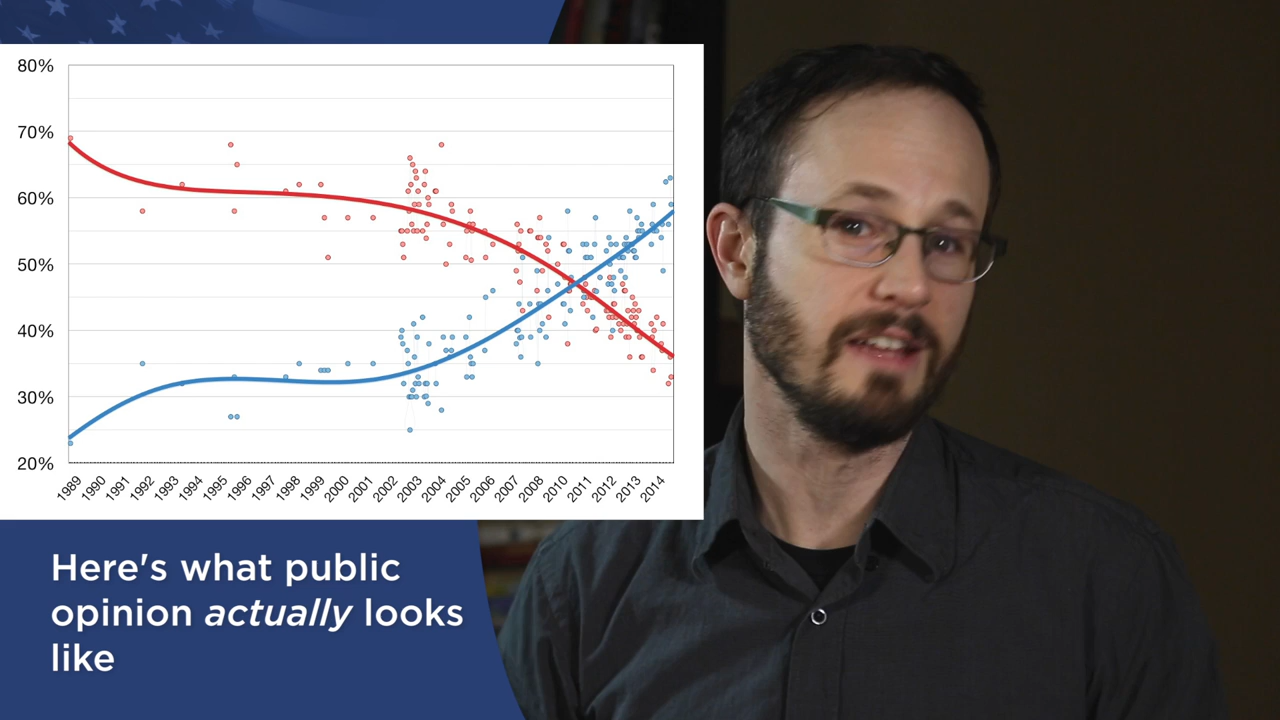 80%
70%
60%
50%
40%
30%
20%
1989 1990 1991 1992 1993 1994 1995 1996 1997 1998 1999 2000 2001 2002 2003 2004 2005 2006 2007 2008 2010 2011 2012 2013 2014
Here's what public
opinion actually looks
like